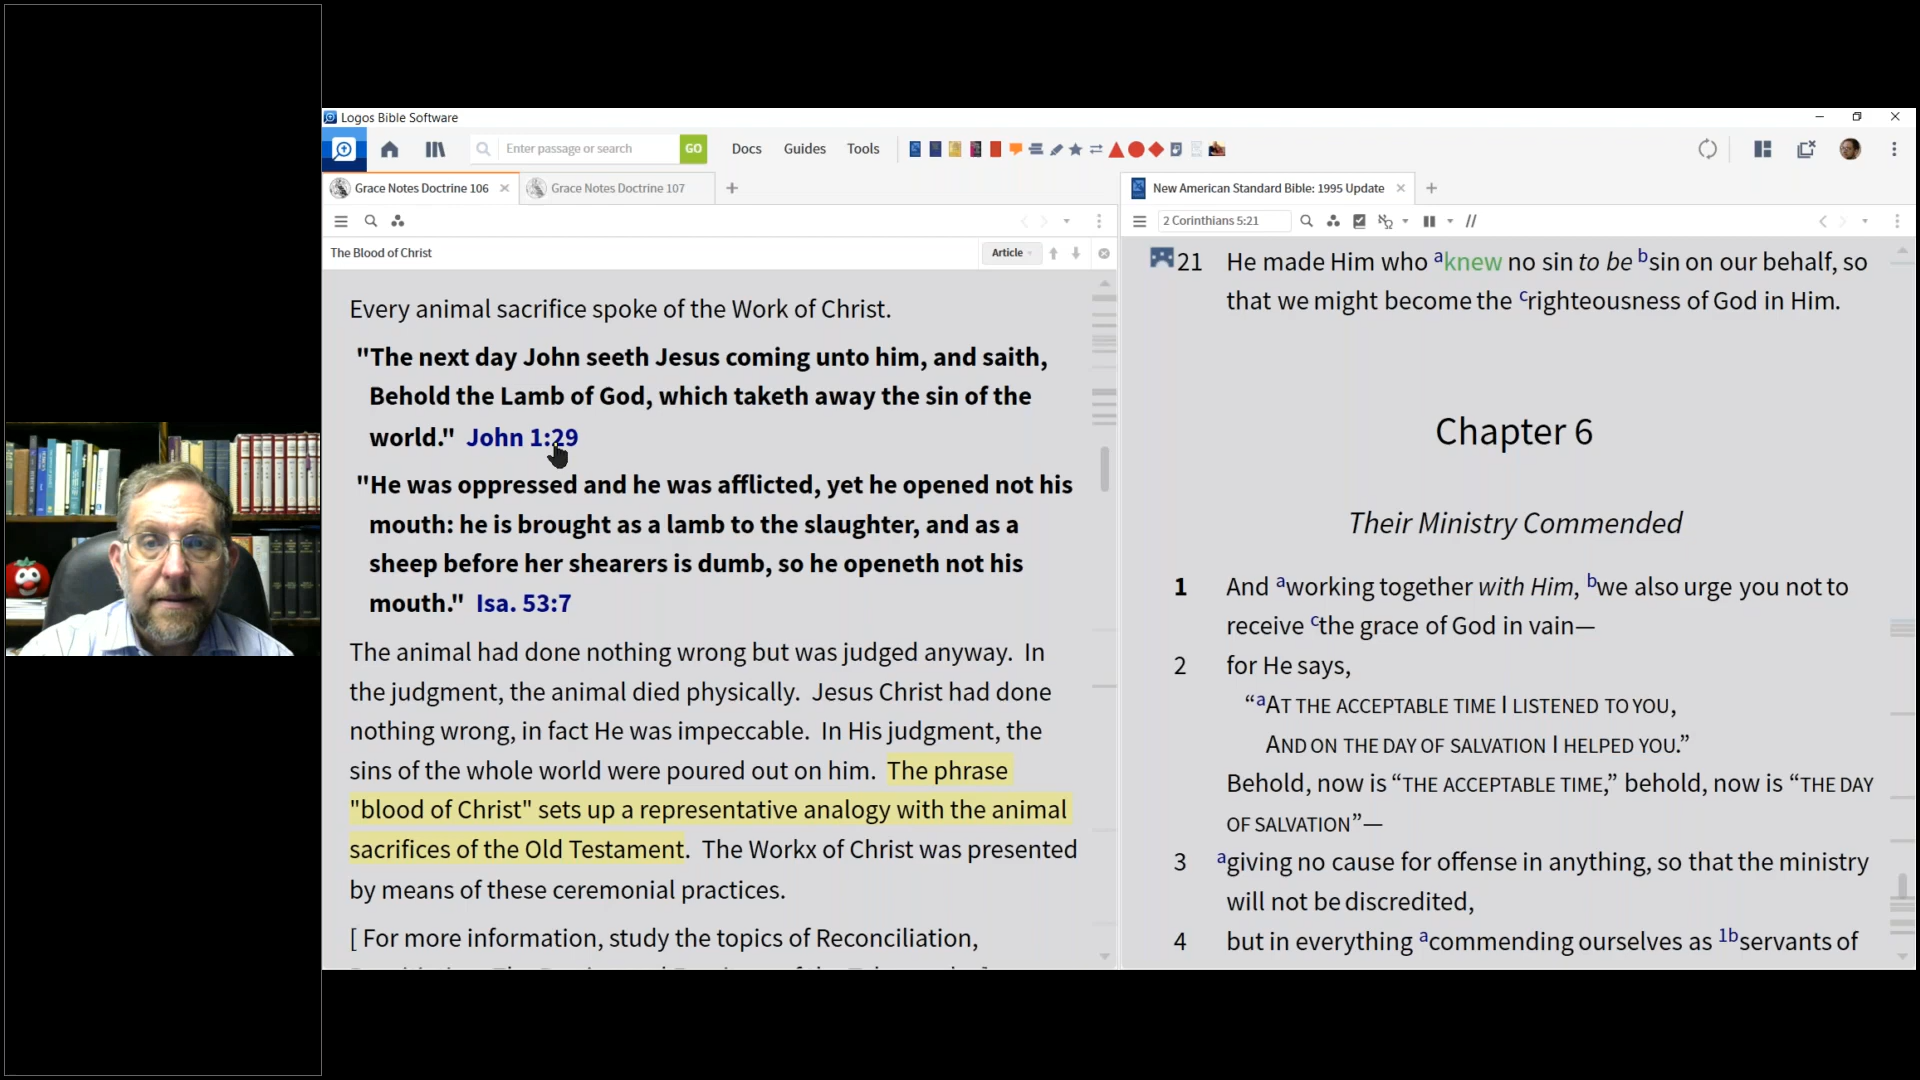 Logos Bible Software
Enter passage or search
GO
Docs
Guides
Tools
Grace Notes Doctrine 106
Grace Notes Doctrine 107
The Blood of Christ
Article
Every animal sacrifice spoke of the Work of Christ.
"The next day John seeth Jesus coming unto him, and saith,
Behold the Lamb of God, which taketh away the sin of the
world." John 1:29
"He was oppressed and he was afflicted, yet he opened not his
mouth: he is brought as a lamb to the slaughter, and as a
sheep before her shearers is dumb, so he openeth not his
mouth." Isa. 53:7
The animal had done nothing wrong but was judged anyway. In
the judgment, the animal died physically. Jesus Christ had done
nothing wrong, in fact He was impeccable. In His judgment, the
sins of the whole world were poured out on him. The phrase
"blood of Christ" sets up a representative analogy with the animal
sacrifices of the Old Testament. The Workx of Christ was presented
by means of these ceremonial practices.
[ For more information, study the topics of Reconciliation,
New American Standard Bible: 1995 Update
2 Corinthians 5:21
21 He made Him who aknew no sin to be bsin on our behalf, so
that we might become the crighteousness of God in Him.
Chapter 6
Their Ministry Commended
1 And aworking together with Him, bwe also urge you not to
receive cthe grace of God in vain—
2 for He says,
“aAT THE ACCEPTABLE TIME I LISTENED TO YOU,
AND ON THE DAY OF SALVATION I HELPED YOU.”
Behold, now is “THE ACCEPTABLE TIME,” behold, now is “THE DAY
OF SALVATION”—
3 agiving no cause for offense in anything, so that the ministry
will not be discredited,
4 but in everything acommending ourselves as 1bservants of